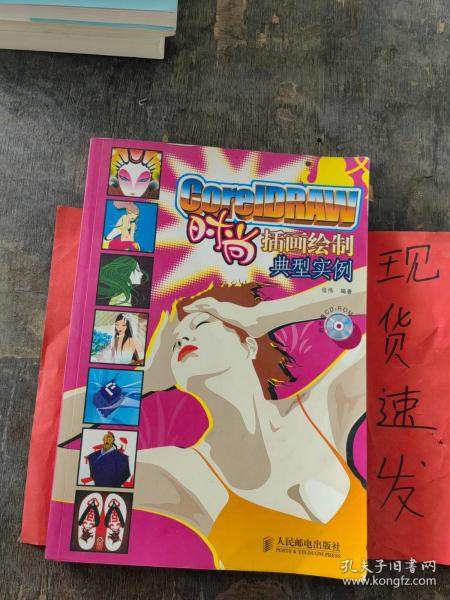 CorelDRAW
时尚
插画绘制
典型实例
编著
CD-ROM
人民邮电出版社
POSTS & TELECOM PRESS
现货速发
孔夫子旧书网
www.kongfz.com